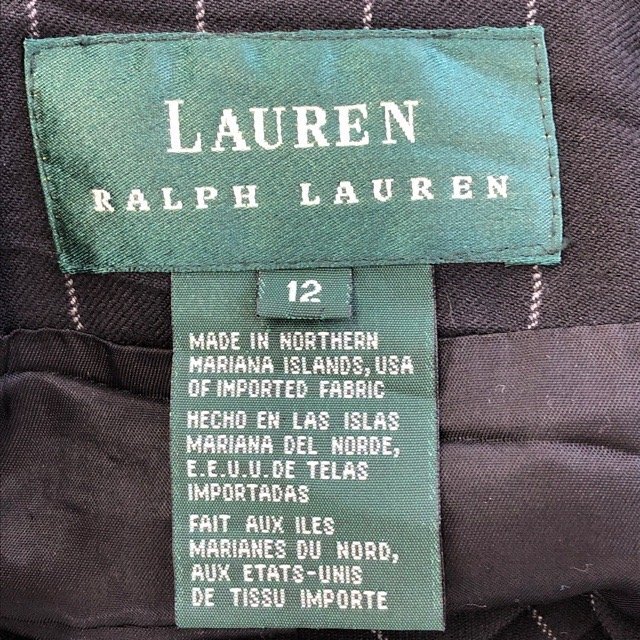 LAUREN
RALPH LAUREN
12
MADE IN NORTHERN
MARIANA ISLANDS, USA
OF IMPORTED FABRIC
HECHO EN LAS ISLAS
MARIANA DEL NORDE,
E.E.U.U. DE TELAS
IMPORTADAS
FAIT AUX ILES
MARIANES DU NORD,
AUX ETATS-UNIS
DE TISSU IMPORTE